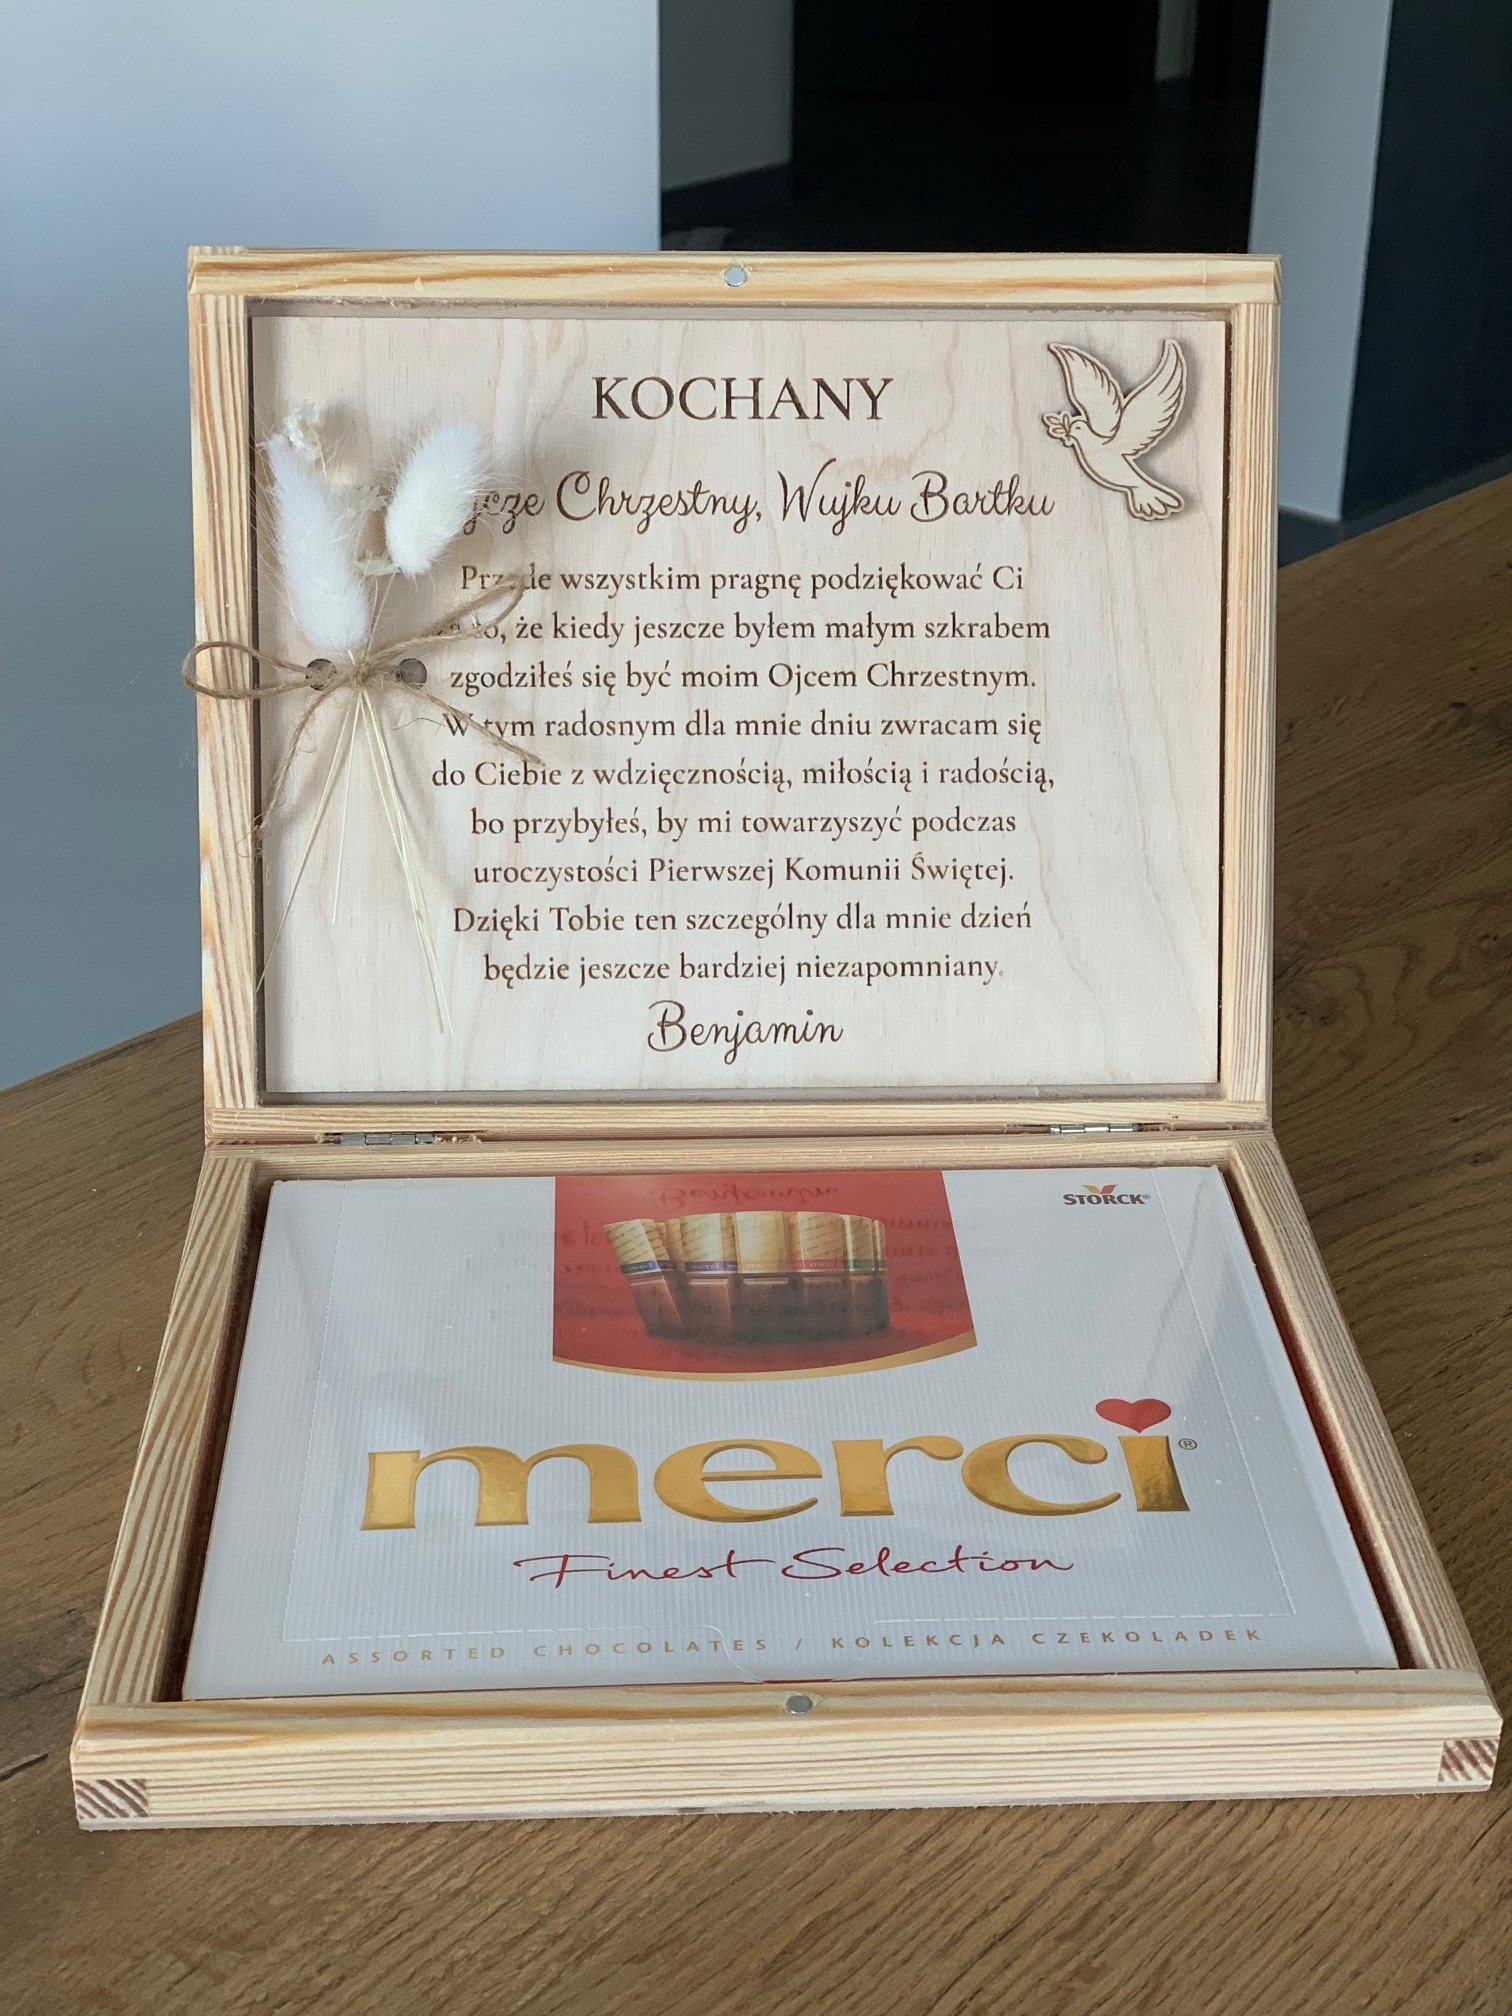 KOCHANY
Chrzestny, Wujku Bartku
Przede wszystkim pragnę podziękować Ci
to, że kiedy jeszcze byłem małym szkrabem
zgodziłeś się być moim Ojcem Chrzestnym.
W tym radosnym dla mnie dniu zwracam się
do Ciebie z wdzięcznością, miłością i radością,
bo przybyłeś, by mi towarzyszyć podczas
uroczystości Pierwszej Komunii Świętej.
Dzięki Tobie ten szczególny dla mnie dzień
będzie jeszcze bardziej niezapomniany.
Benjamin
STORCK®
merci®
Finest Selection
ASSORTED CHOCOLATES / KOLEKCJA CZEKOLADEK